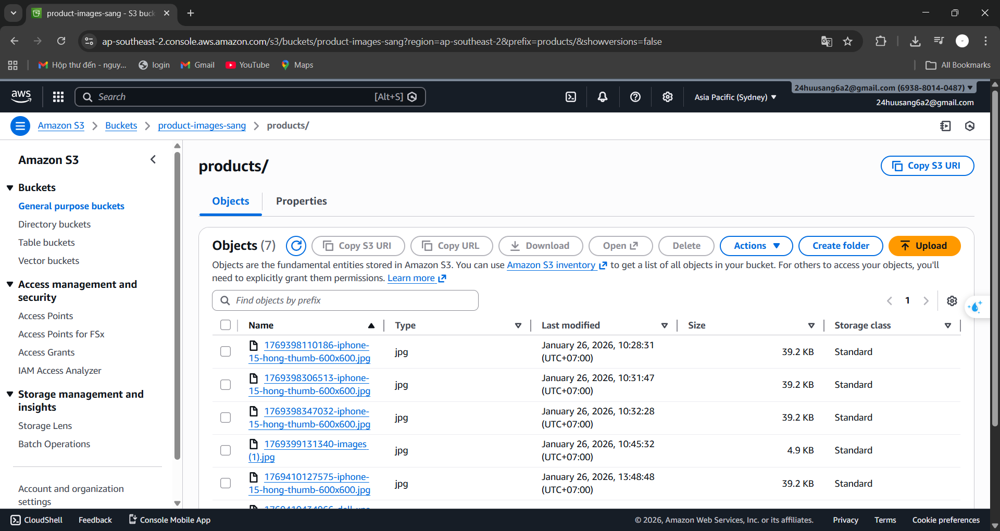 product-images-sang - S3 buck
ap-southeast-2.console.aws.amazon.com/s3/buckets/product-images-sang?region=ap-southeast-2&prefix=products/&showversions=false
Hộp thư đến - nguy... login Gmail YouTube Maps All Bookmarks
aws Search [Alt+S] Asia Pacific (Sydney) 24huusang6a2@gmail.com (6938-8014-0487)
24huusang6a2@gmail.com
Amazon S3 Buckets product-images-sang products/
Amazon S3
Buckets
General purpose buckets
Directory buckets
Table buckets
Vector buckets
Access management and
security
Access Points
Access Points for FSx
Access Grants
IAM Access Analyzer
Storage management and
insights
Storage Lens
Batch Operations
Account and organization
settings
products/
Copy S3 URI
Objects Properties
Objects (7) Copy S3 URI Copy URL Download Open Delete Actions Create folder Upload
Objects are the fundamental entities stored in Amazon S3. You can use Amazon S3 inventory to get a list of all objects in your bucket. For others to access your objects, you'll
need to explicitly grant them permissions. Learn more
Find objects by prefix
1
Name Type Last modified Size Storage class
1769398110186-iphone-
15-hong-thumb-600x600.jpg jpg January 26, 2026, 10:28:31
(UTC+07:00) 39.2 KB Standard
1769398306513-iphone-
15-hong-thumb-600x600.jpg jpg January 26, 2026, 10:31:47
(UTC+07:00) 39.2 KB Standard
1769398347032-iphone-
15-hong-thumb-600x600.jpg jpg January 26, 2026, 10:32:28
(UTC+07:00) 39.2 KB Standard
1769399131340-images
(1).jpg jpg January 26, 2026, 10:45:32
(UTC+07:00) 4.9 KB Standard
1769410127575-iphone-
15-hong-thumb-600x600.jpg jpg January 26, 2026, 13:48:48
(UTC+07:00) 39.2 KB Standard
CloudShell Feedback Console Mobile App © 2026, Amazon Web Services, Inc. or its affiliates. Privacy Terms Cookie preferences